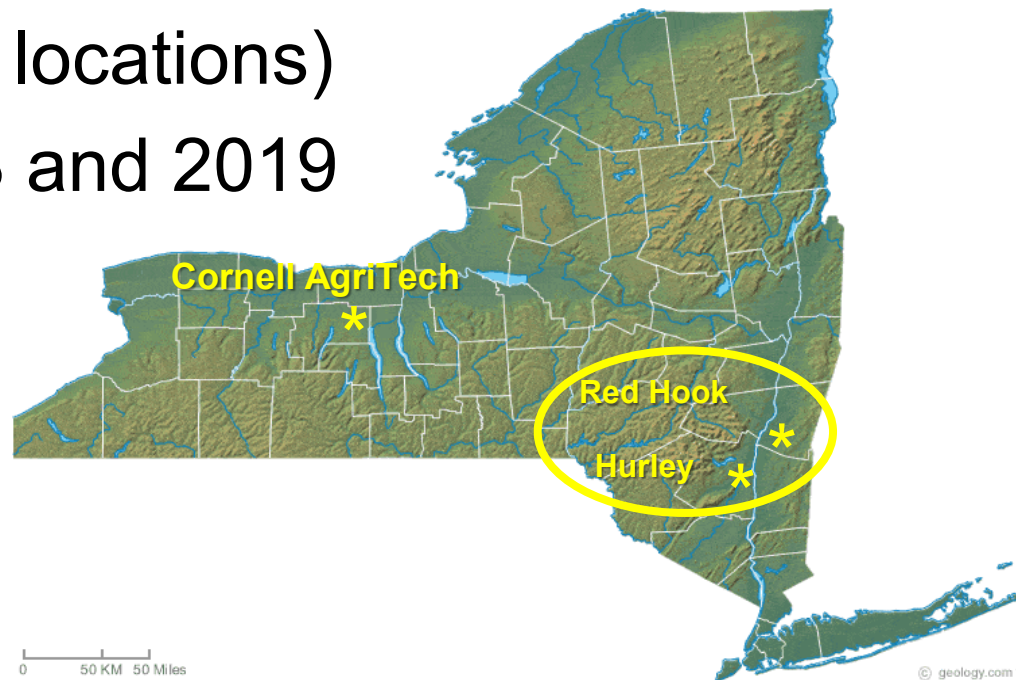 locations)
and 2019
Cornell AgriTech
*
Red Hook
*
Hurley
*
0 50 KM 50 Miles
© geology.com